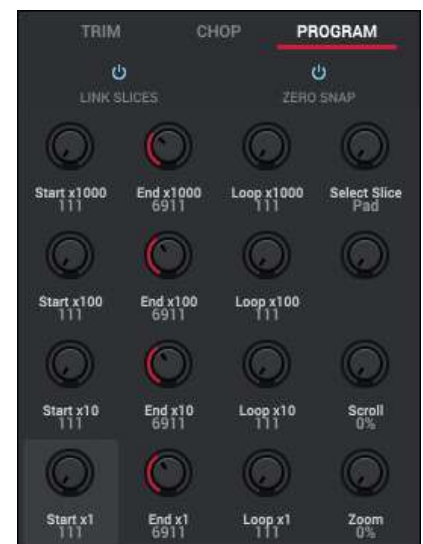 TRIM CHOP PROGRAM
LINK SLICES ZERO SNAP
Start x1000 End x1000 Loop x1000 Select Slice
111 6911 111 Pad
Start x100 End x100 Loop x100
111 6911 111
Start x10 End x10 Loop x10 Scroll
111 6911 111 0%
Start x1 End x1 Loop x1 Zoom
111 6911 111 0%